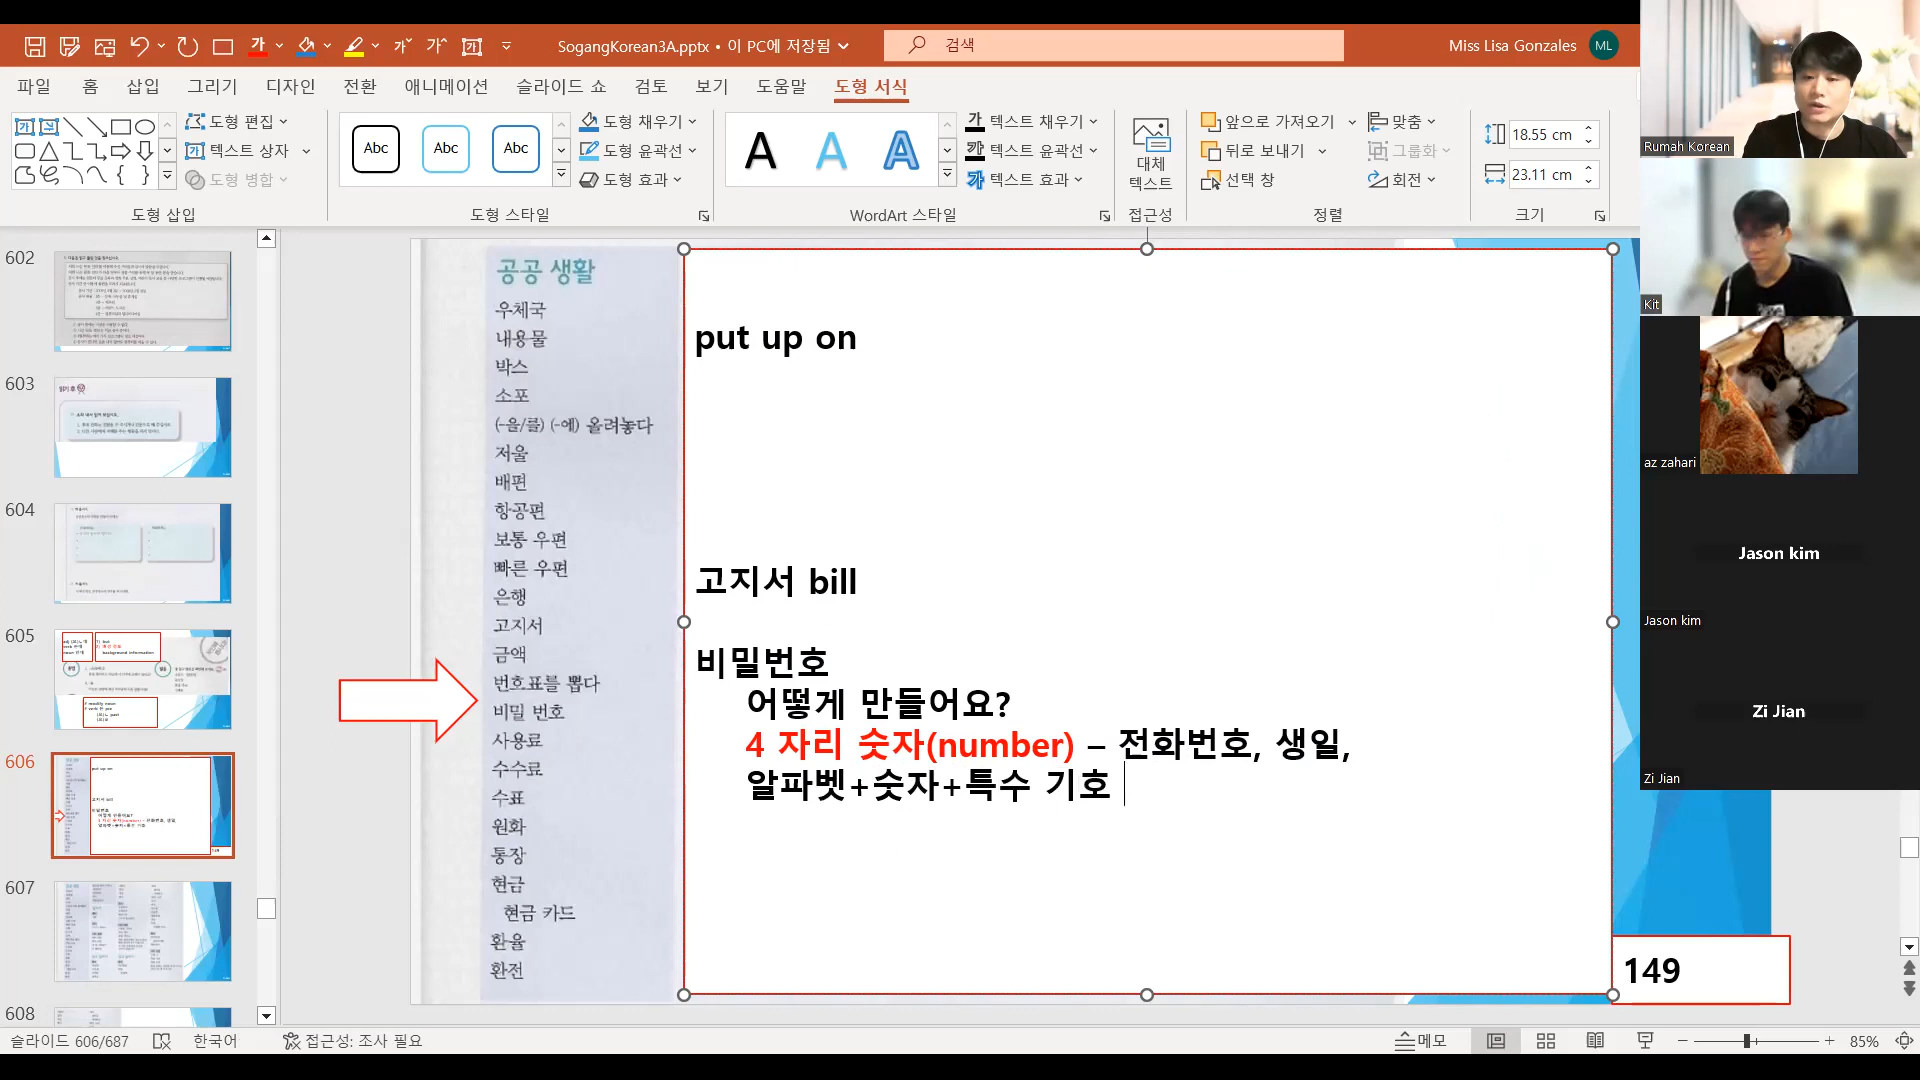 SogangKorean3A.pptx • 이 PC에 저장됨
검색
Miss Lisa Gonzales
ML
파일 홈 삽입 그리기 디자인 전환 애니메이션 슬라이드 쇼 검토 보기 도움말 도형 서식
도형 편집
텍스트 상자
도형 병합
도형 삽입
Abc Abc Abc
도형 채우기
도형 윤곽선
도형 효과
도형 스타일
A A A
텍스트 채우기
텍스트 윤곽선
텍스트 효과
WordArt 스타일
대체
텍스트
접근성
앞으로 가져오기
뒤로 보내기
선택 창
맞춤
그룹화
회전
정렬
18.55 cm
23.11 cm
크기
602
603
604
605
606
607
608
공공 생활
우체국
내용물
박스
소포
(-을/를) (-에) 올려놓다
저울
배편
항공편
보통 우편
빠른 우편
은행
고지서
금액
번호표를 뽑다
비밀 번호
사용료
수수료
수표
원화
통장
현금
현금 카드
환율
환전
put up on
고지서 bill
비밀번호
어떻게 만들어요?
4 자리 숫자(number) – 전화번호, 생일,
알파벳+숫자+특수 기호
149
Rumah Korean
Kit
az zahari
Jason kim
Jason kim
Zi Jian
Zi Jian
슬라이드 606/687
한국어
접근성: 조사 필요
메모
85%